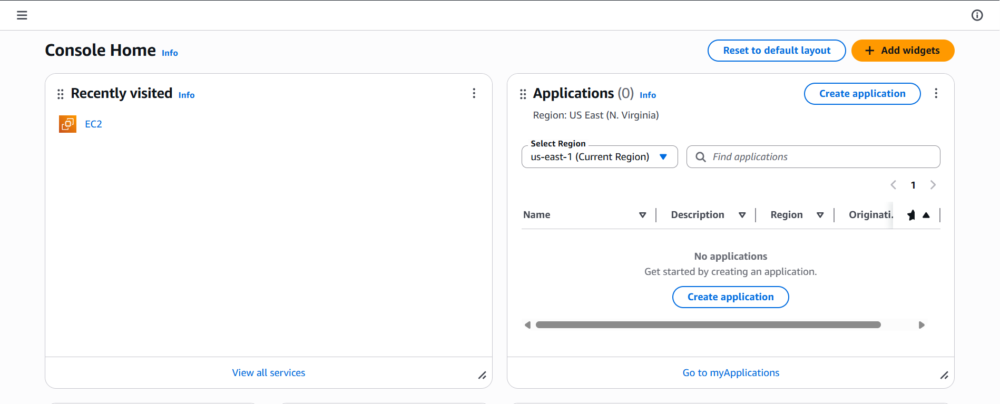 Console Home Info
Reset to default layout
Add widgets
Recently visited Info
EC2
View all services
Applications (0) Info
Create application
Region: US East (N. Virginia)
Select Region
us-east-1 (Current Region)
Find applications
1
Name
Description
Region
Originati.
No applications
Get started by creating an application.
Create application
Go to myApplications